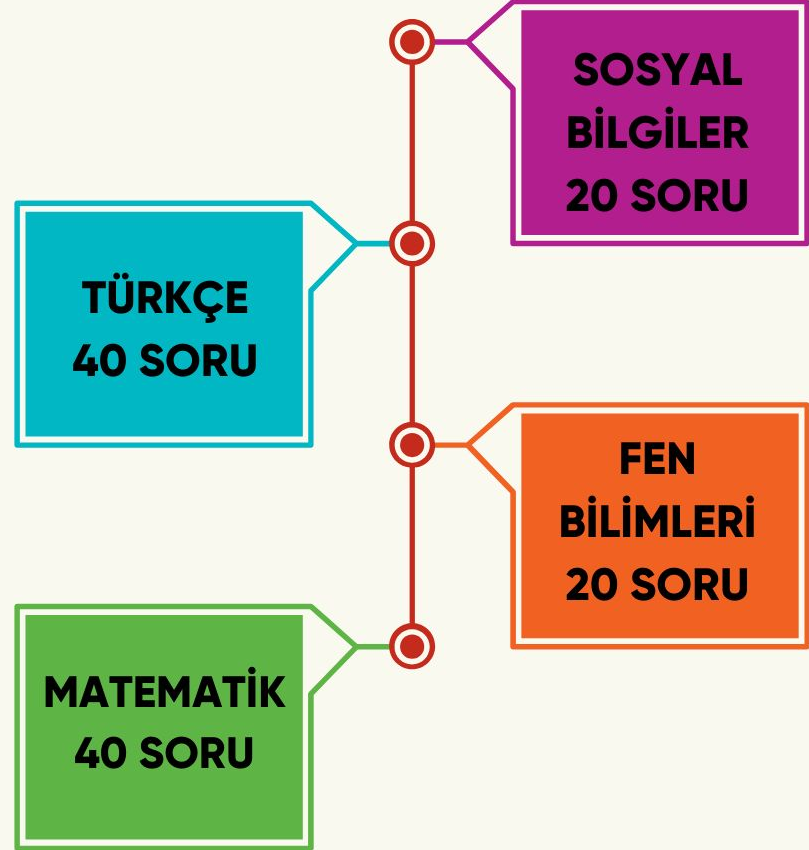 SOSYAL
BİLGİLER
20 SORU
TÜRKÇE
40 SORU
FEN
BİLİMLERİ
20 SORU
MATEMATİK
40 SORU